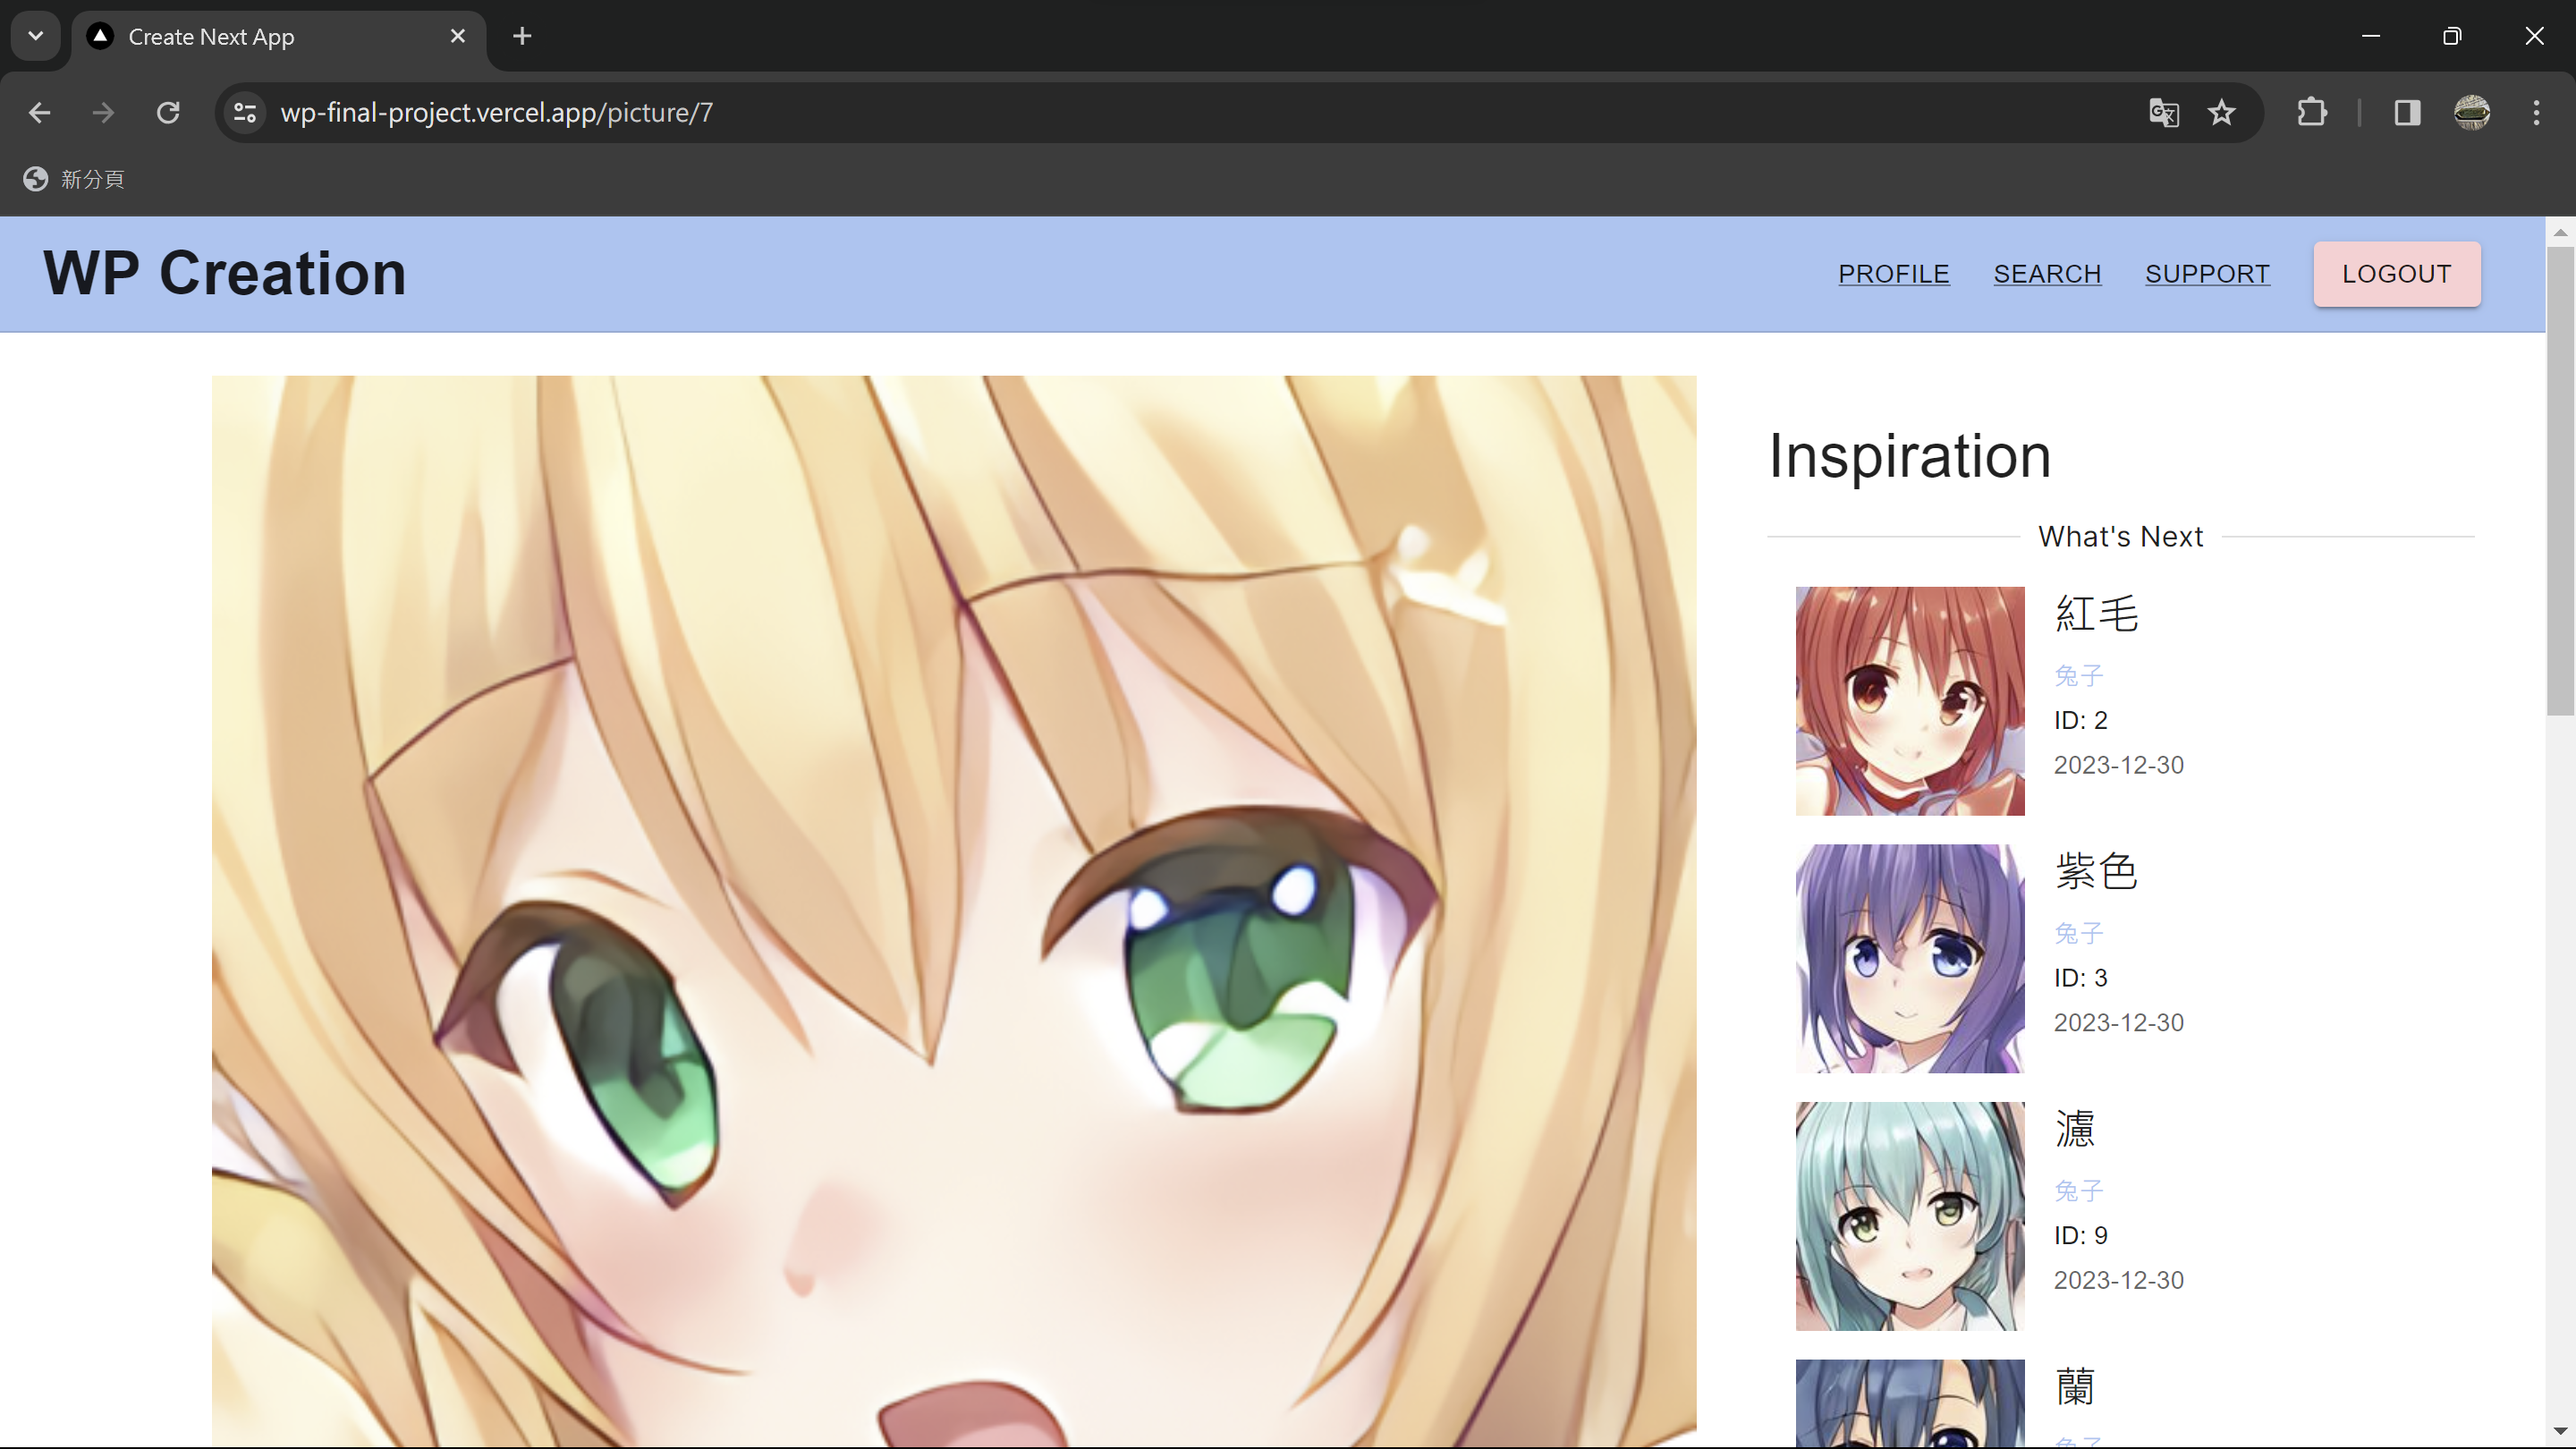 Create Next App
wp-final-project.vercel.app/picture/7
新分頁
WP Creation
PROFILE
SEARCH
SUPPORT
LOGOUT
Inspiration
What's Next
紅毛
兔子
ID: 2
2023-12-30
紫色
兔子
ID: 3
2023-12-30
濾
兔子
ID: 9
2023-12-30
蘭
兔子